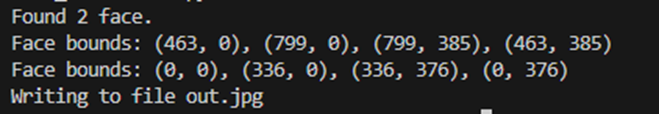 Found 2 face.
Face bounds: (463, 0), (799, 0), (799, 385), (463, 385)
Face bounds: (0, 0), (336, 0), (336, 376), (0, 376)
Writing to file out.jpg